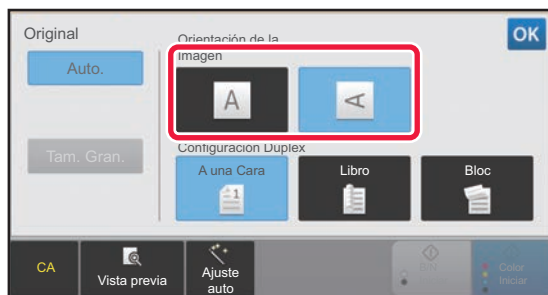 Original
OK
Orientación de la
Imagen
Auto.
A
A
Tam. Gran.
Configuración Duplex
A una Cara
Libro
Bloc
1
CA
Vista previa
Ajuste
auto
Color
Iniciar